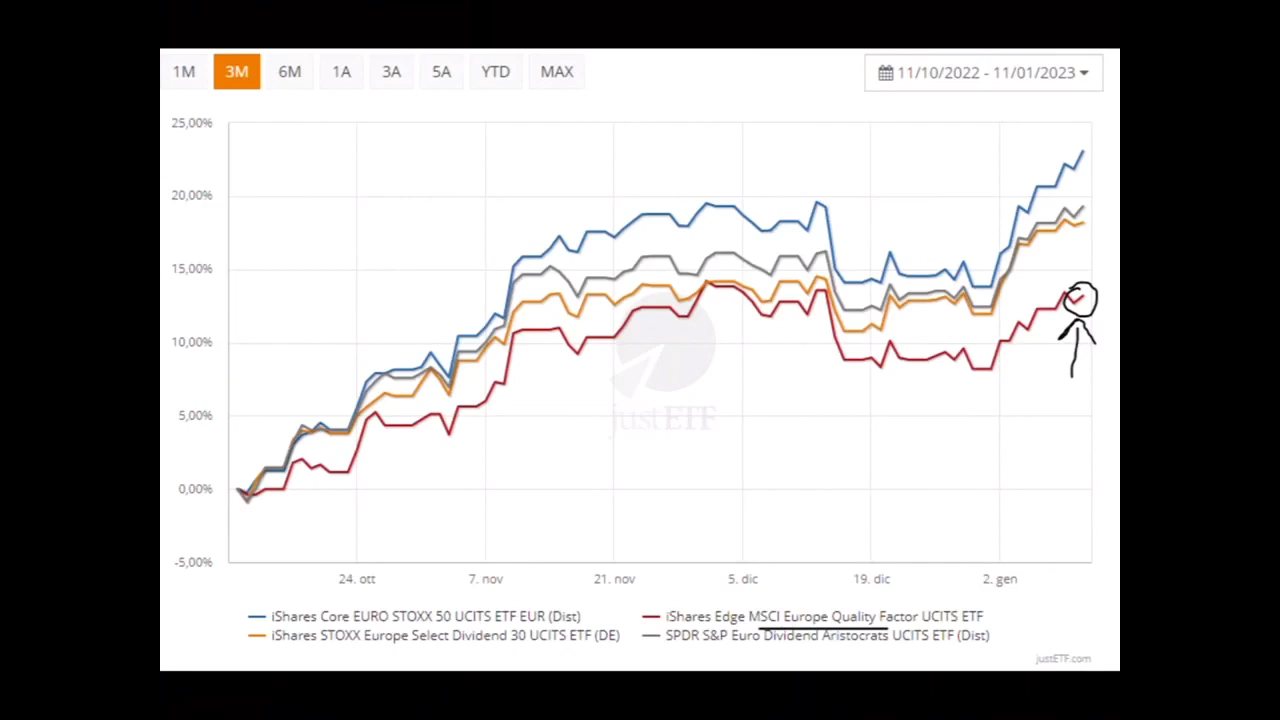 1M 3M 6M 1A 3A 5A YTD MAX 11/10/2022 - 11/01/2023
25,00%
20,00%
15,00%
10,00%
5,00%
0,00%
-5,00%
justETF
24. ott 7. nov 21. nov 5. dic 19. dic 2. gen
iShares Core EURO STOXX 50 UCITS ETF EUR (Dist) iShares Edge MSCI Europe Quality Factor UCITS ETF
iShares STOXX Europe Select Dividend 30 UCITS ETF (DE) SPDR S&P Euro Dividend Aristocrats UCITS ETF (Dist)
justETF.com